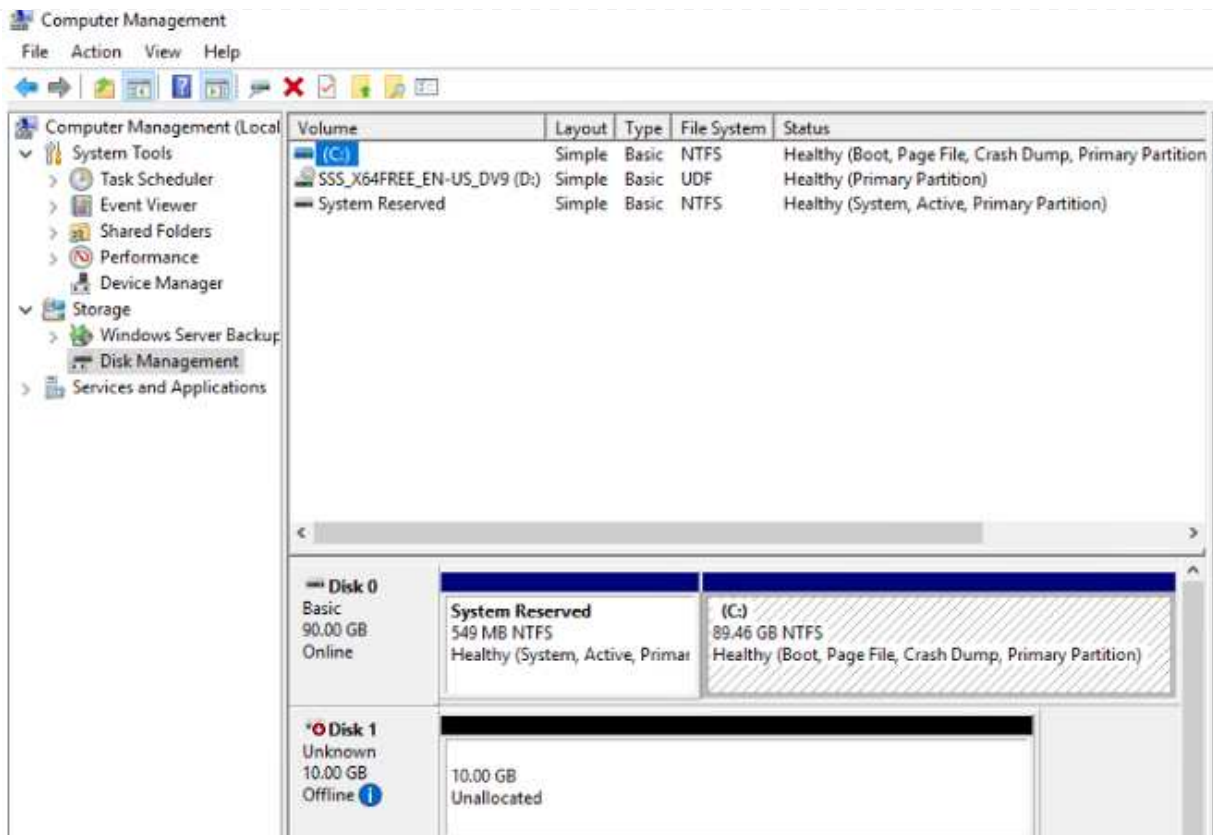 Computer Management
File Action View Help
Computer Management (Local
System Tools
Task Scheduler
Event Viewer
Shared Folders
Performance
Device Manager
Storage
Windows Server Backup
Disk Management
Services and Applications
Volume Layout Type File System Status
(C:) Simple Basic NTFS Healthy (Boot, Page File, Crash Dump, Primary Partition
SSS_X64FREE_EN-US_DV9 (D:) Simple Basic UDF Healthy (Primary Partition)
System Reserved Simple Basic NTFS Healthy (System, Active, Primary Partition)
Disk 0
Basic
90.00 GB
Online
System Reserved
549 MB NTFS
Healthy (System, Active, Primar
(C:)
89.46 GB NTFS
Healthy (Boot, Page File, Crash Dump, Primary Partition)
Disk 1
Unknown
10.00 GB
Offline
10.00 GB
Unallocated